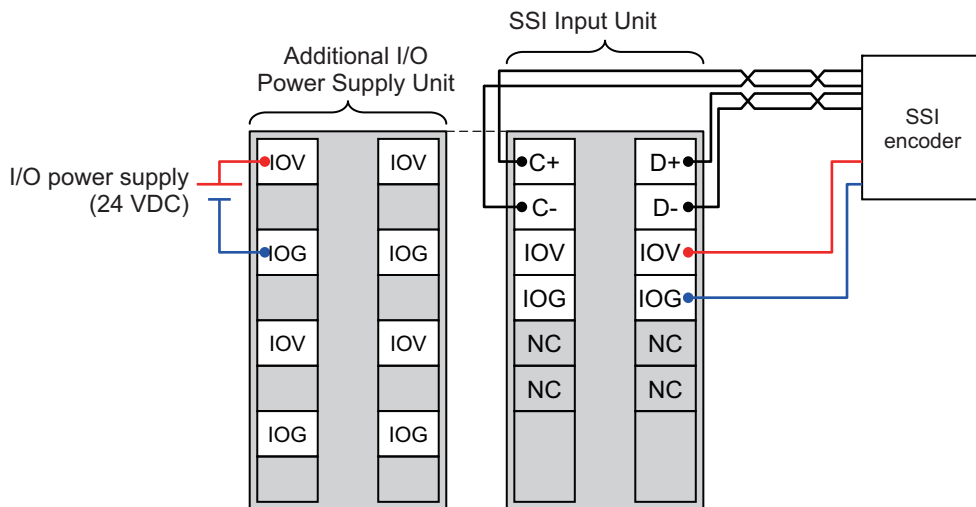 SSI Input Unit
Additional I/O
Power Supply Unit
SSI
encoder
I/O power supply
(24 VDC)
IOV IOV
IOG IOG
IOV IOV
IOG IOG
C+ D+
C- D-
IOV IOV
IOG IOG
NC NC
NC NC